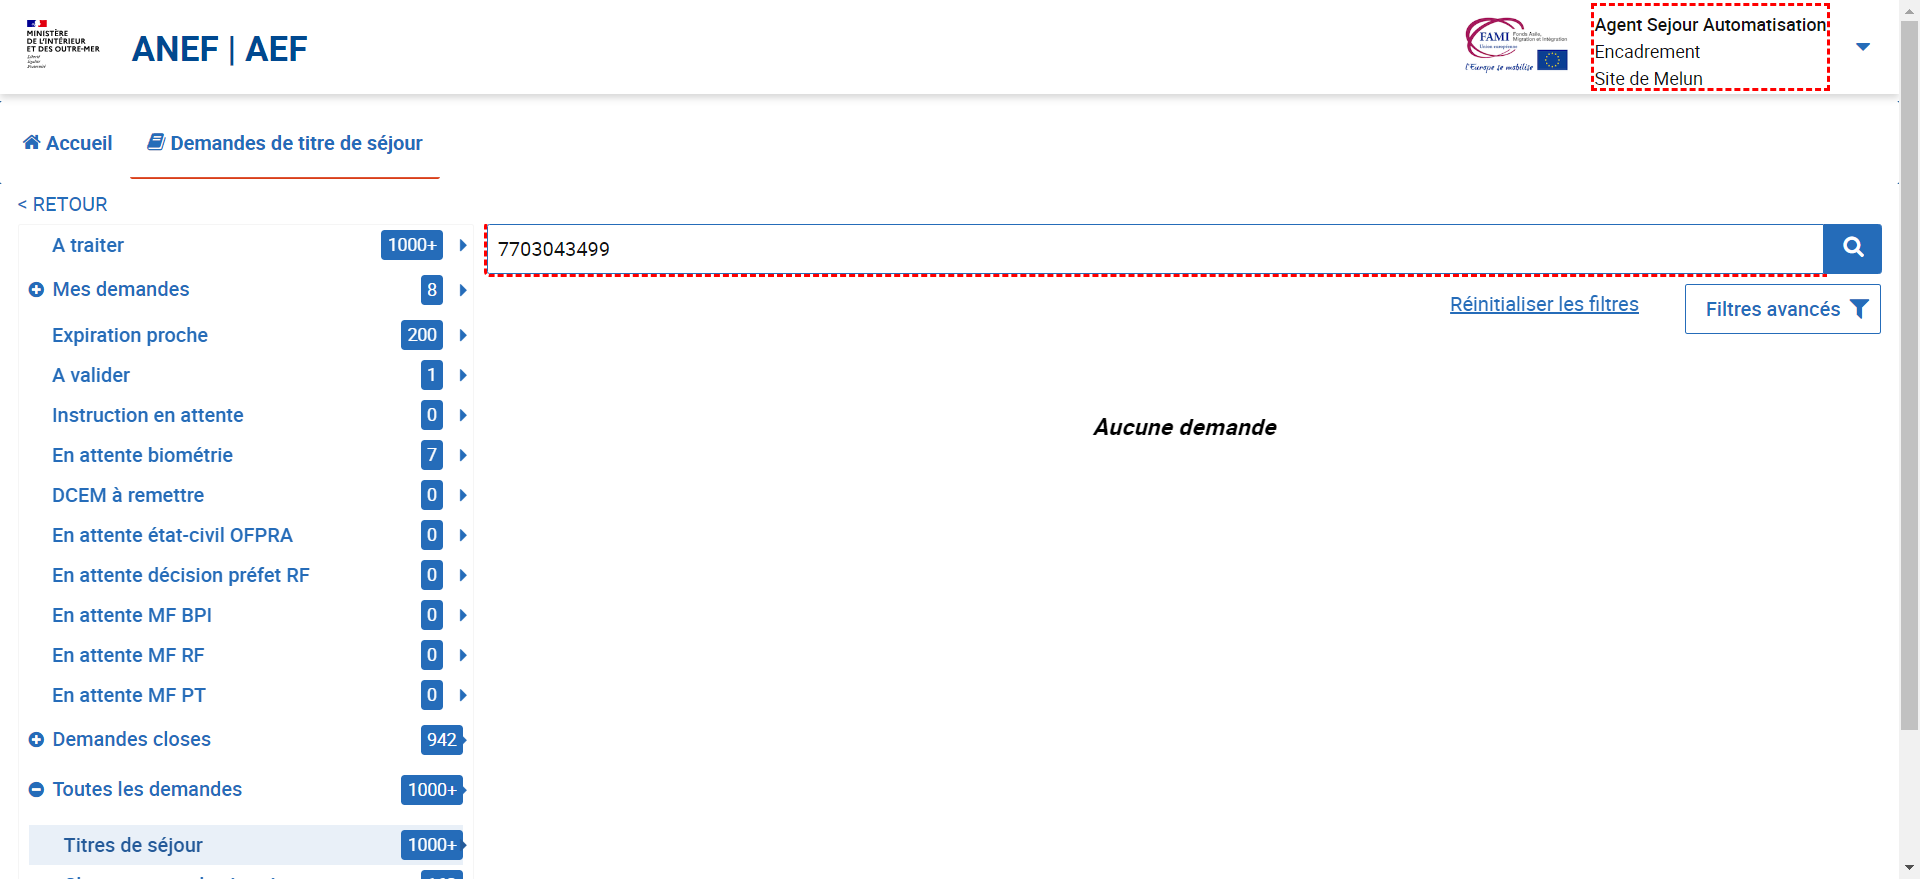 MINISTÈRE
DE L'INTÉRIEUR
ET DES OUTRE-MER
Liberté
Égalité
Fraternité
ANEF | AEF
FAMI
Fonds Asile,
Migration et Intégration
Union européenne
l'Europe se mobilise
Agent Sejour Automatisation
Encadrement
Site de Melun
Accueil
Demandes de titre de séjour
< RETOUR
A traiter 1000+
7703043499
Mes demandes 8
Réinitialiser les filtres
Filtres avancés
Expiration proche 200
A valider 1
Instruction en attente 0
Aucune demande
En attente biométrie 7
DCEM à remettre 0
En attente état-civil OFPRA 0
En attente décision préfet RF 0
En attente MF BPI 0
En attente MF RF 0
En attente MF PT 0
Demandes closes 942
Toutes les demandes 1000+
Titres de séjour 1000+